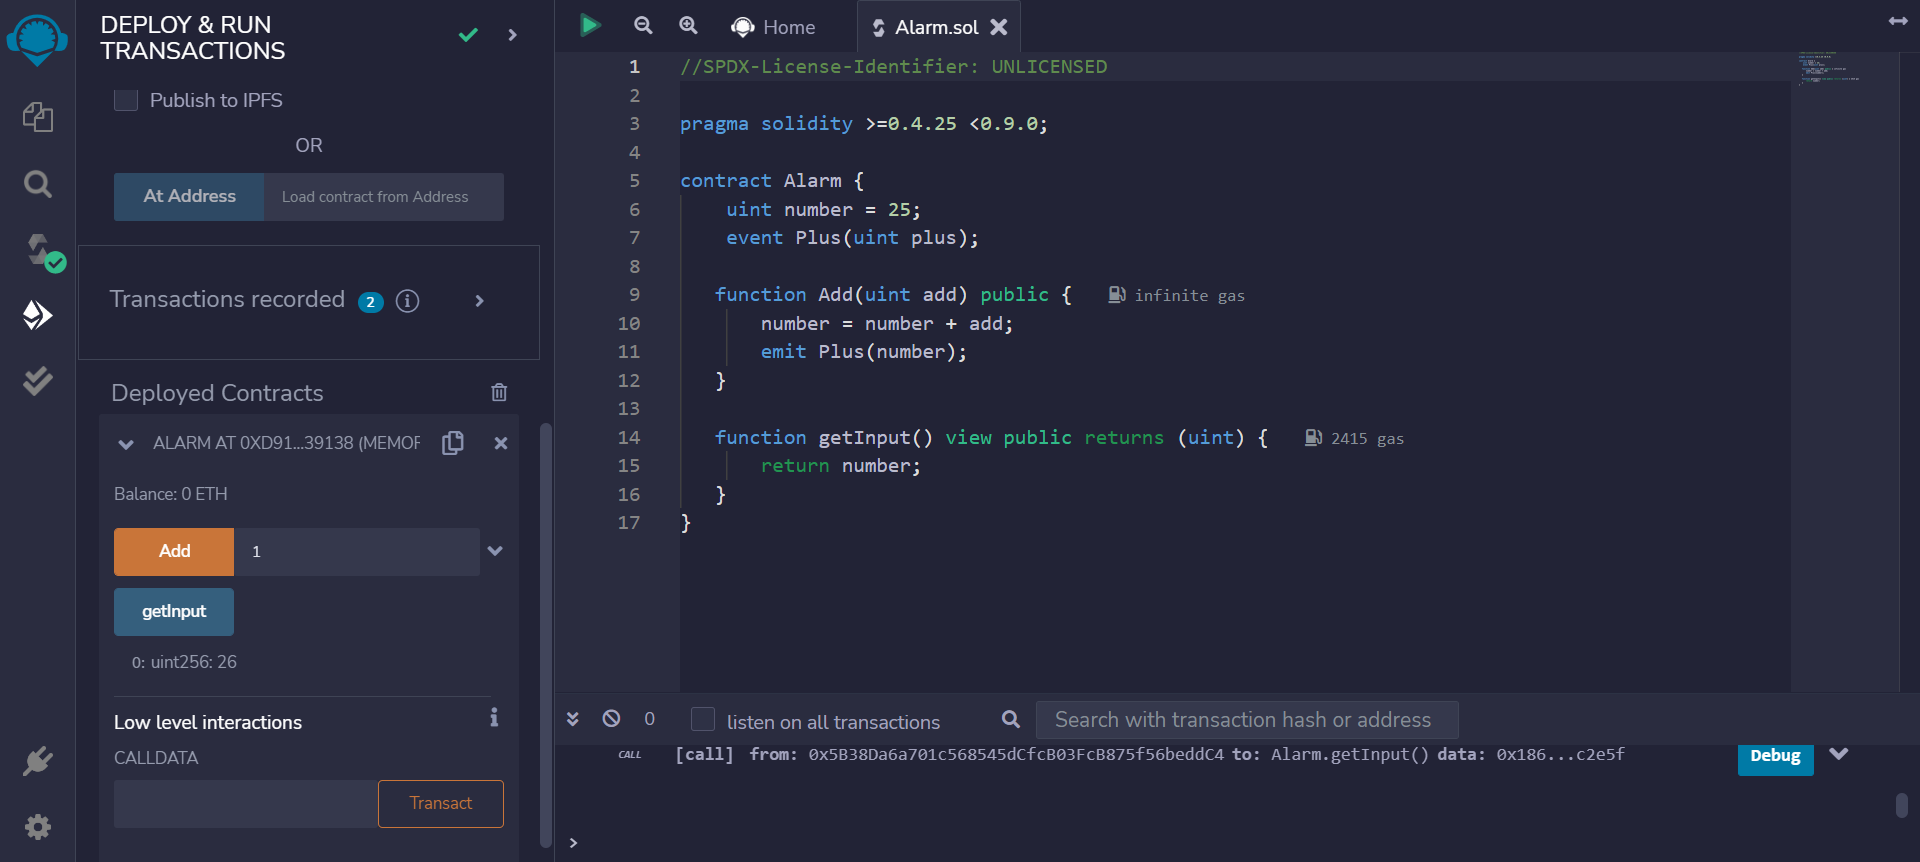 DEPLOY & RUN
TRANSACTIONS
Publish to IPFS
OR
At Address Load contract from Address
Transactions recorded 2 i
Deployed Contracts
ALARM AT 0XD91...39138 (MEMOR
Balance: 0 ETH
Add 1
getInput
0: uint256: 26
Low level interactions i
CALLDATA
Transact
Home Alarm.sol
1 //SPDX-License-Identifier: UNLICENSED
2
3 pragma solidity >=0.4.25 <0.9.0;
4
5 contract Alarm {
6 uint number = 25;
7 event Plus(uint plus);
8
9 function Add(uint add) public { infinite gas
10 number = number + add;
11 emit Plus(number);
12 }
13
14 function getInput() view public returns (uint) { 2415 gas
15 return number;
16 }
17 }
0 listen on all transactions Search with transaction hash or address
CALL [call] from: 0x5B38Da6a701c568545dCfcB03FcB875f56beddC4 to: Alarm.getInput() data: 0x186...c2e5f Debug
>